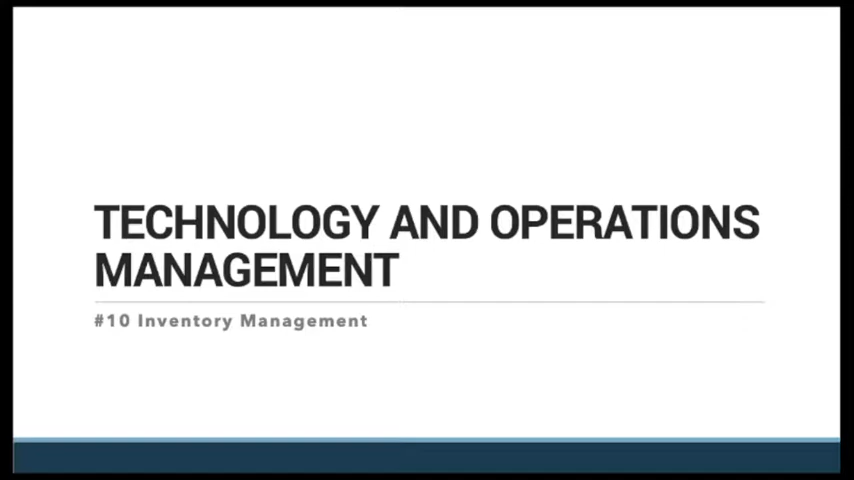 TECHNOLOGY AND OPERATIONS
MANAGEMENT
#10 Inventory Management